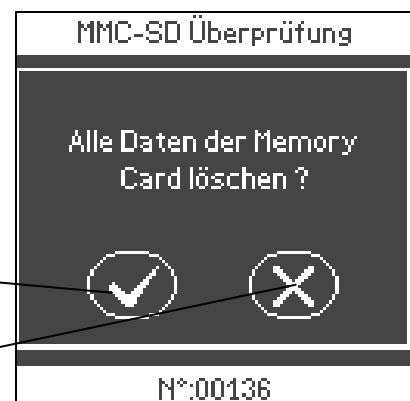 MMC-SD Überprüfung
Alle Daten der Memory
Card löschen ?
N°:00136